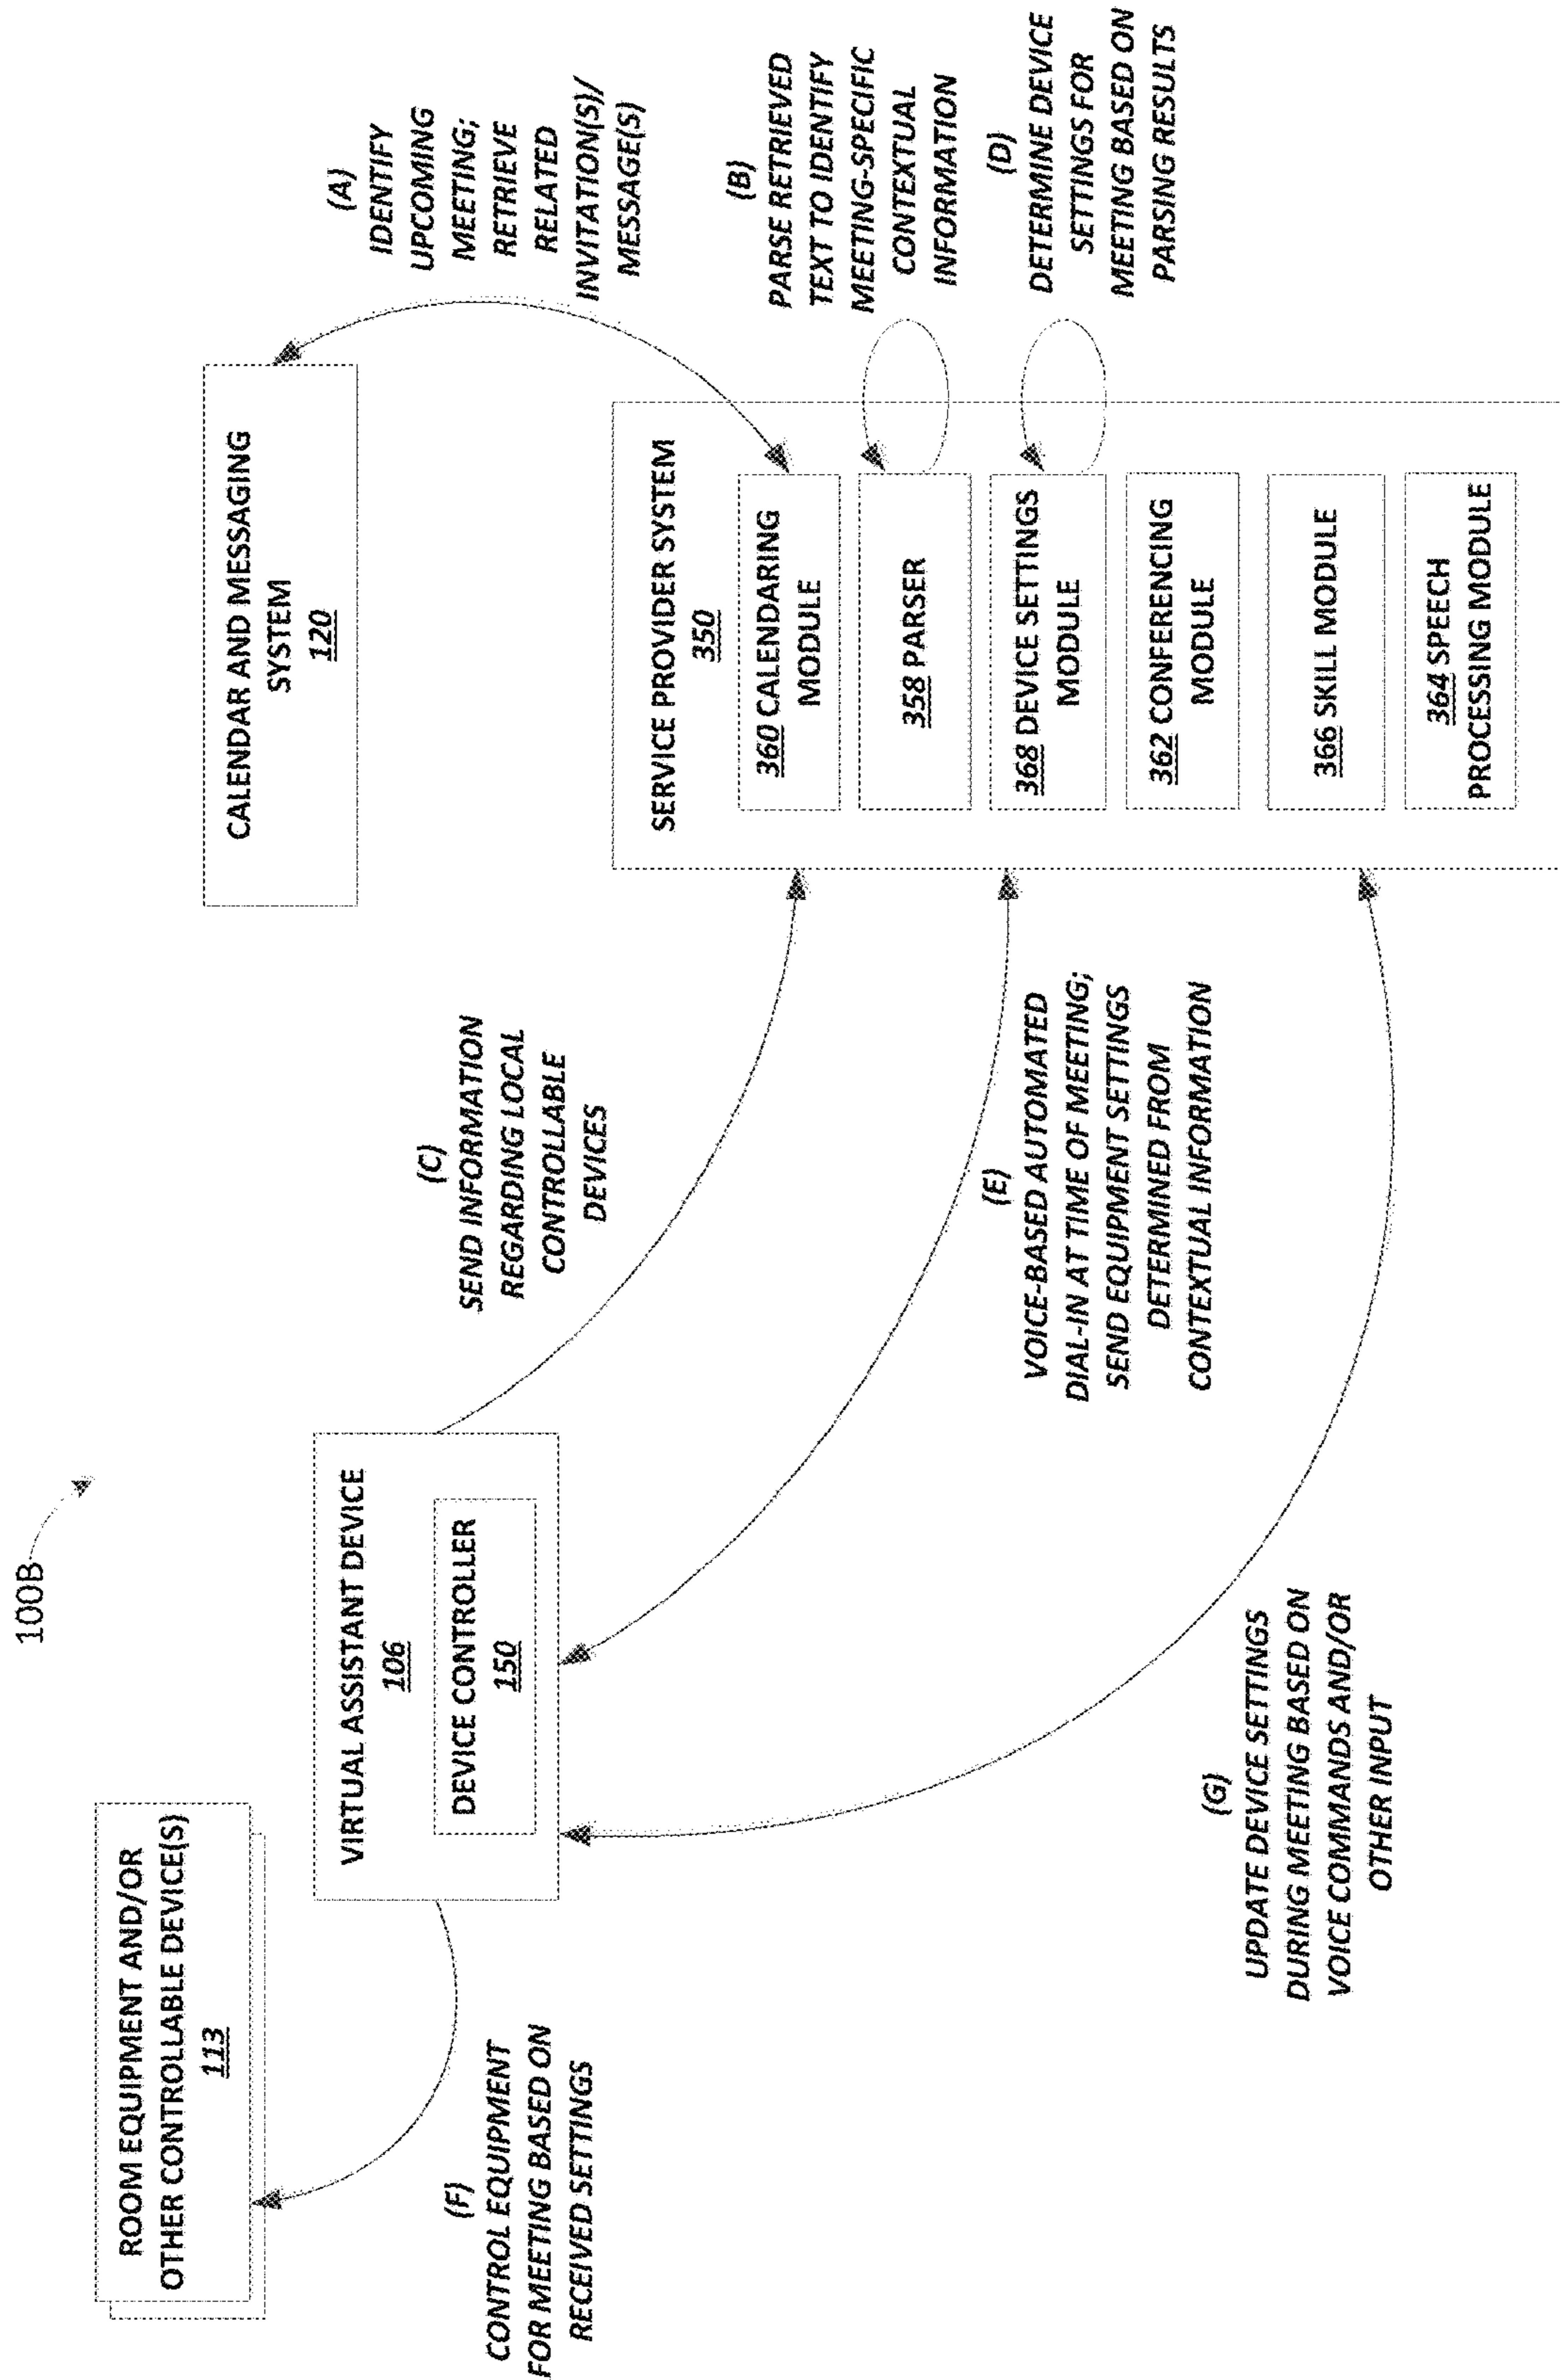 100B
ROOM EQUIPMENT AND/OR
OTHER CONTROLLABLE DEVICE(S)
113
VIRTUAL ASSISTANT DEVICE
106
DEVICE CONTROLLER
150
CALENDAR AND MESSAGING
SYSTEM
120
(A)
IDENTIFY
UPCOMING
MEETING;
RETRIEVE
RELATED
INVITATION(S)/
MESSAGE(S)
SERVICE PROVIDER SYSTEM
350
360 CALENDARING
MODULE
358 PARSER
368 DEVICE SETTINGS
MODULE
362 CONFERENCING
MODULE
366 SKILL MODULE
364 SPEECH
PROCESSING MODULE
(B)
PARSE RETRIEVED
TEXT TO IDENTIFY
MEETING-SPECIFIC
CONTEXTUAL
INFORMATION
(C)
SEND INFORMATION
REGARDING LOCAL
CONTROLLABLE
DEVICES
(D)
DETERMINE DEVICE
SETTINGS FOR
MEETING BASED ON
PARSING RESULTS
(E)
VOICE-BASED AUTOMATED
DIAL-IN AT TIME OF MEETING;
SEND EQUIPMENT SETTINGS
DETERMINED FROM
CONTEXTUAL INFORMATION
(F)
CONTROL EQUIPMENT
FOR MEETING BASED ON
RECEIVED SETTINGS
(G)
UPDATE DEVICE SETTINGS
DURING MEETING BASED ON
VOICE COMMANDS AND/OR
OTHER INPUT